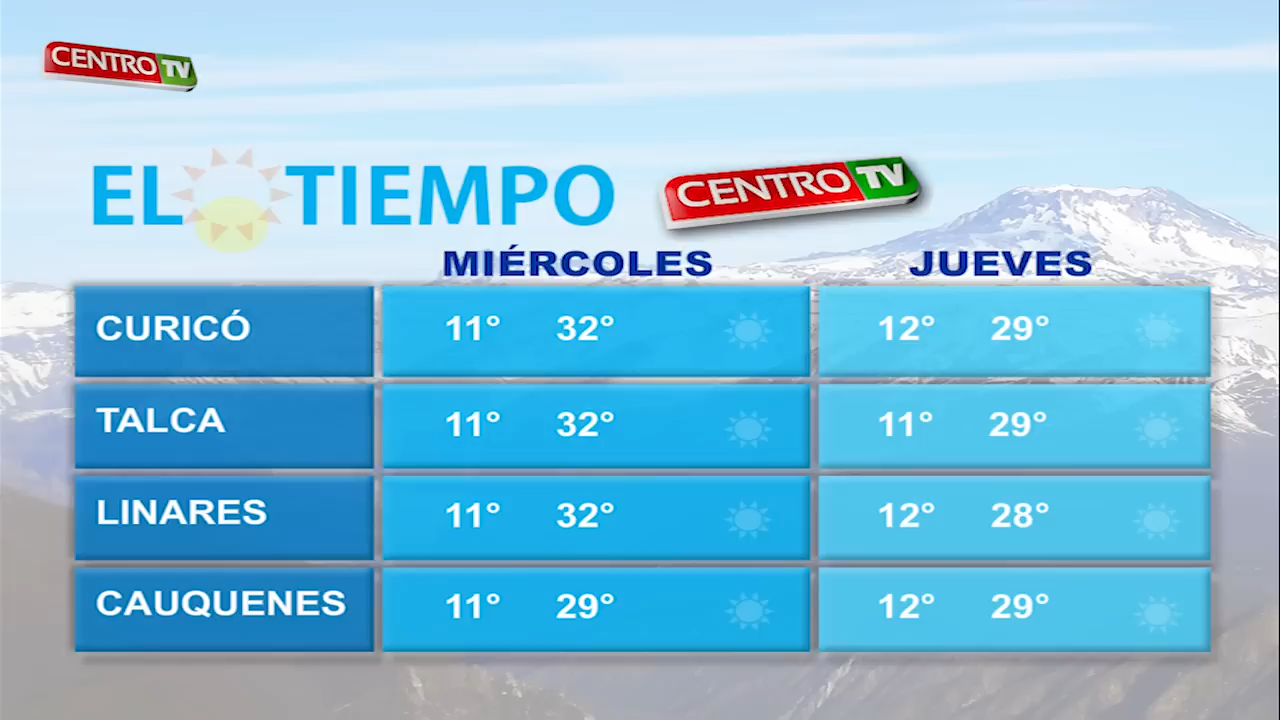 CENTRO TV
EL TIEMPO CENTRO TV
MIÉRCOLES JUEVES
CURICÓ 11° 32° 12° 29°
TALCA 11° 32° 11° 29°
LINARES 11° 32° 12° 28°
CAUQUENES 11° 29° 12° 29°